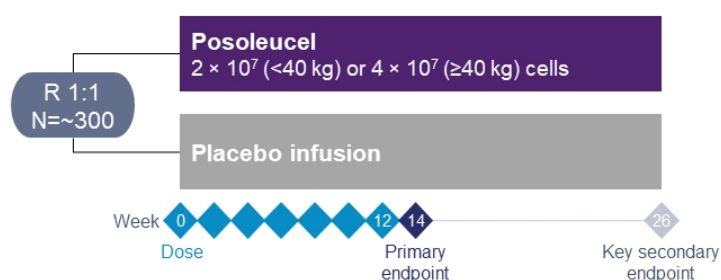 Posoleucel
2 × 10⁷ (<40 kg) or 4 × 10⁷ (≥40 kg) cells
R 1:1
N=~300
Placebo infusion
Week 0 12 14 26
Dose
Primary
endpoint
Key secondary
endpoint